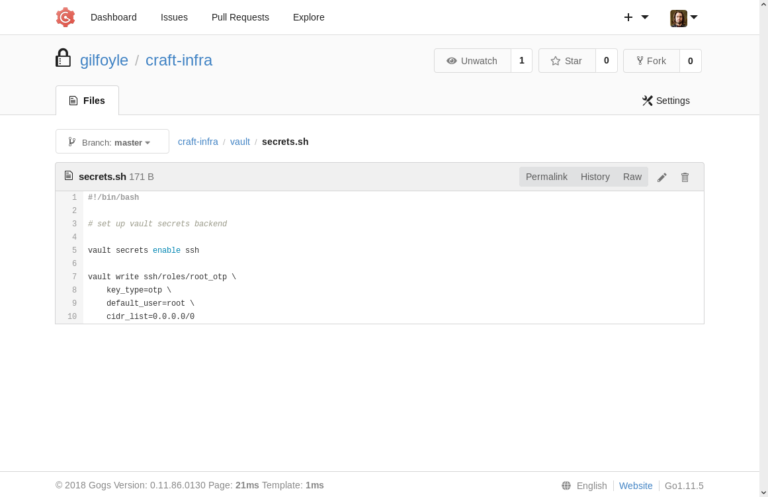 Dashboard Issues Pull Requests Explore
gilfoyle / craft-infra
Unwatch 1 Star 0 Fork 0
Files Settings
Branch: master craft-infra / vault / secrets.sh
secrets.sh 171 B Permalink History Raw
1 #!/bin/bash
2
3 # set up vault secrets backend
4
5 vault secrets enable ssh
6
7 vault write ssh/roles/root_otp \
8 key_type=otp \
9 default_user=root \
10 cidr_list=0.0.0.0/0
© 2018 Gogs Version: 0.11.86.0130 Page: 21ms Template: 1ms English Website Go1.11.5